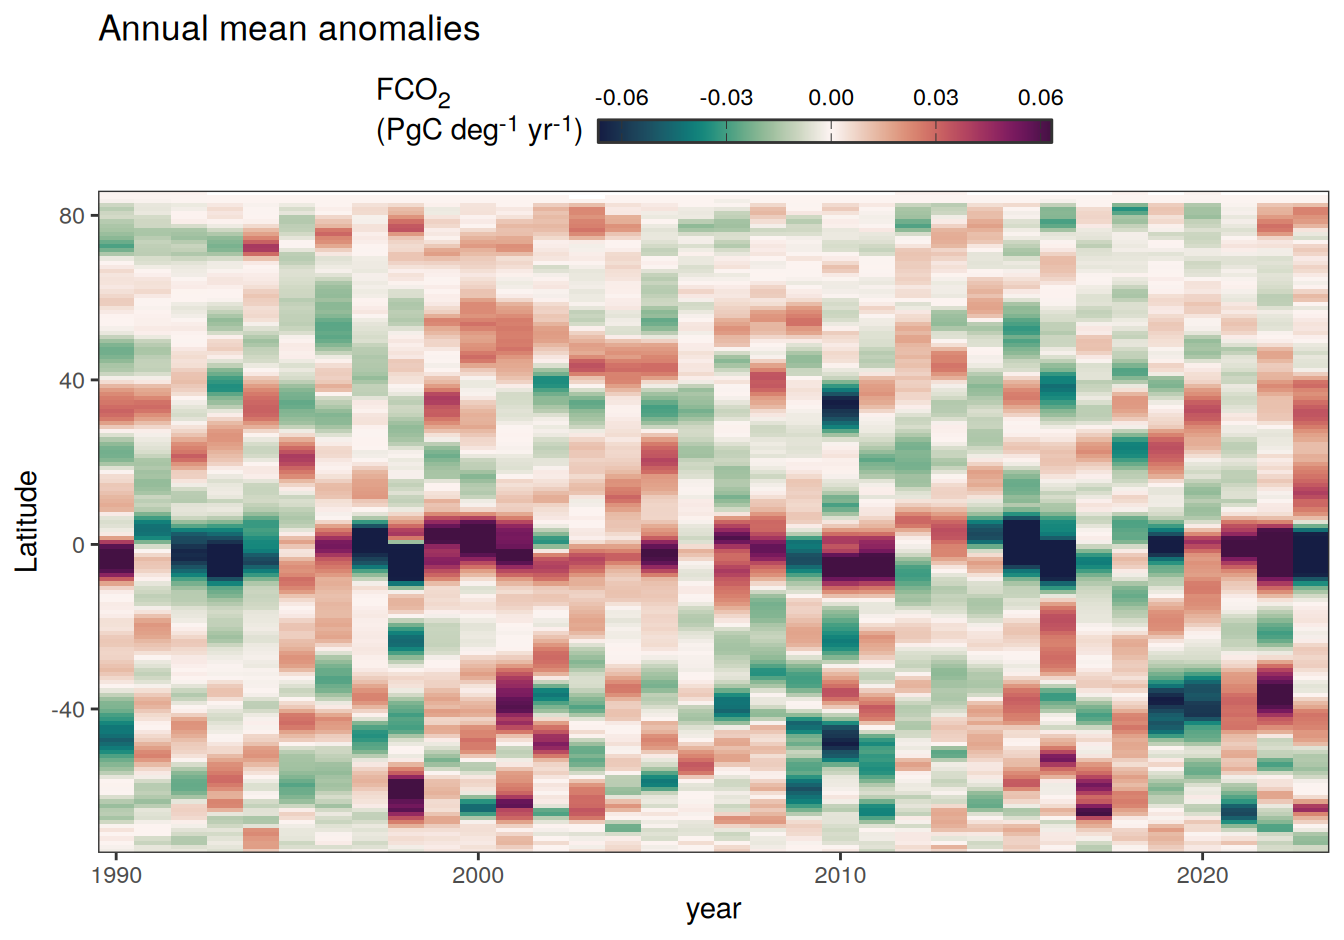 Annual mean anomalies
FCO₂
(PgC deg⁻¹ yr⁻¹)
-0.06 -0.03 0.00 0.03 0.06
80
40
0
-40
Latitude
1990 2000 2010 2020
year